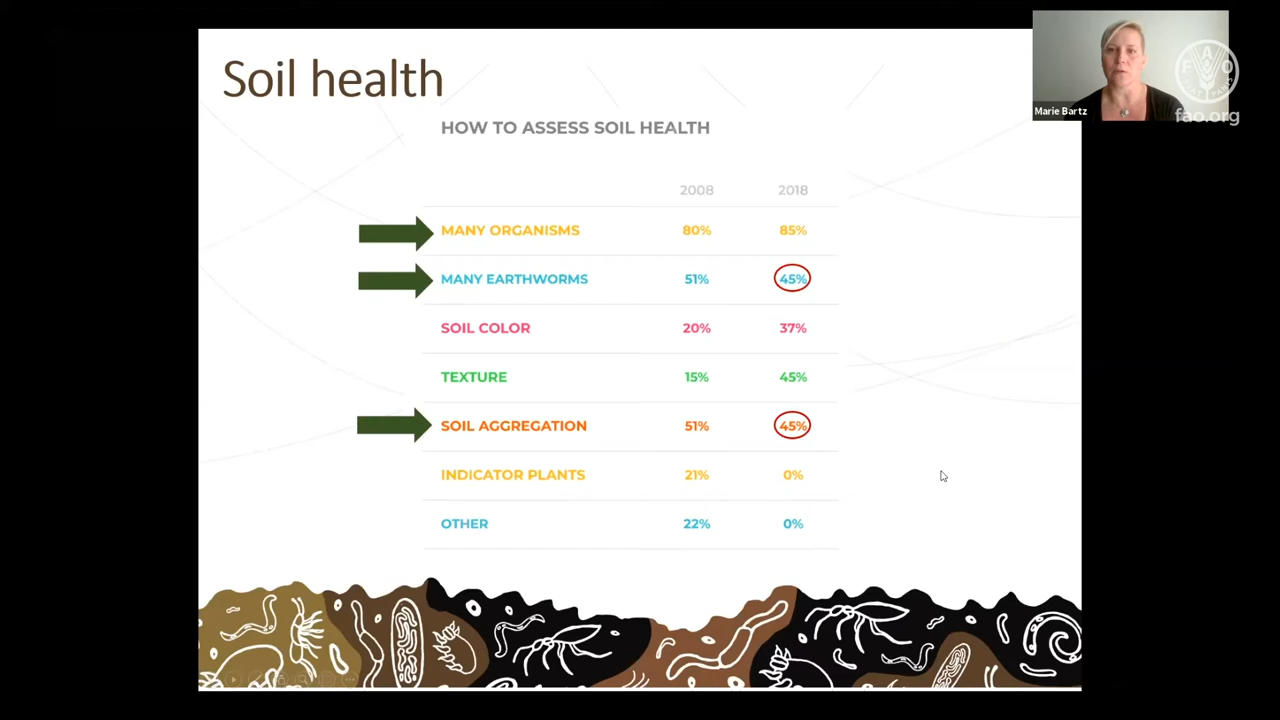 Soil health
HOW TO ASSESS SOIL HEALTH
2008 2018
MANY ORGANISMS 80% 85%
MANY EARTHWORMS 51% 45%
SOIL COLOR 20% 37%
TEXTURE 15% 45%
SOIL AGGREGATION 51% 45%
INDICATOR PLANTS 21% 0%
OTHER 22% 0%
Marie Bartz
F A O
fao.org